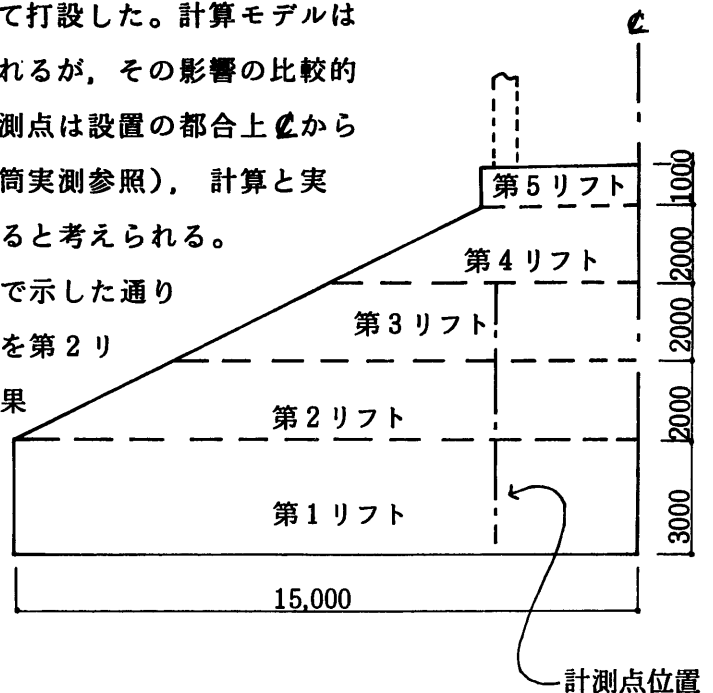 て打設した。計算モデルは
れるが，その影響の比較的
測点は設置の都合上℄から
筒実測参照)， 計算と実
ると考えられる。
で示した通り
を第2リ
果
℄
第5リフト
第4リフト
第3リフト
第2リフト
第1リフト
1000
2000
2000
2000
3000
15,000
計測点位置